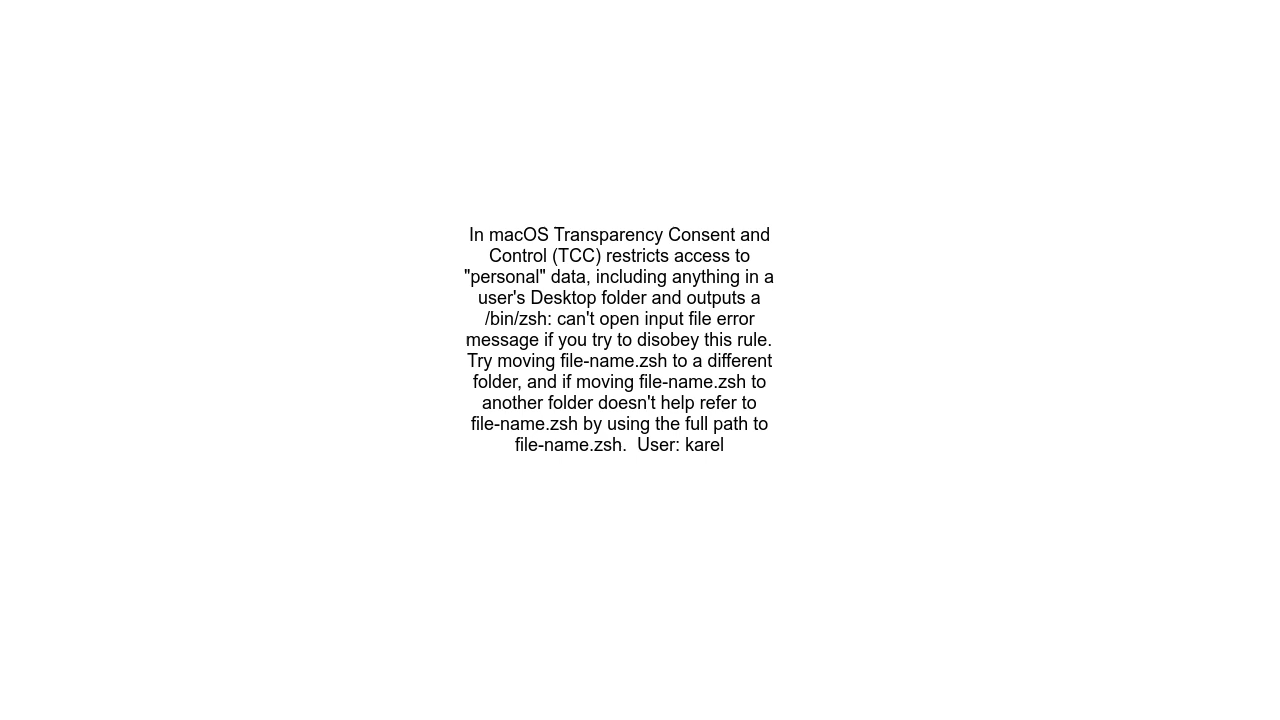 In macOS Transparency Consent and
Control (TCC) restricts access to
"personal" data, including anything in a
user's Desktop folder and outputs a
/bin/zsh: can't open input file error
message if you try to disobey this rule.
Try moving file-name.zsh to a different
folder, and if moving file-name.zsh to
another folder doesn't help refer to
file-name.zsh by using the full path to
file-name.zsh.  User: karel